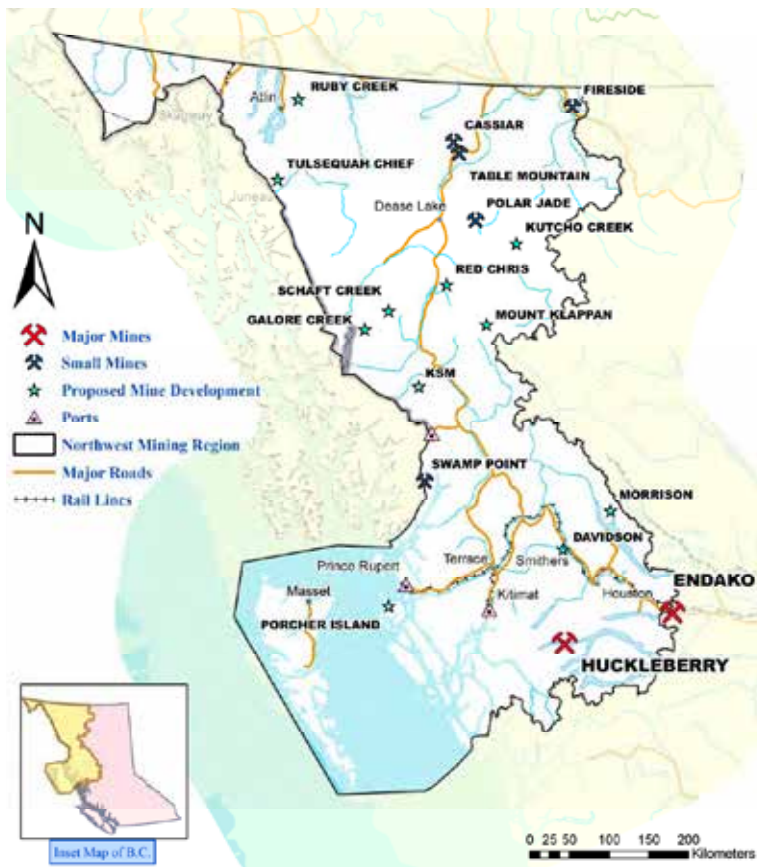 RUBY CREEK
Atlin
FIRESIDE
Skagway
CASSIAR
TULSEQUAH CHIEF
TABLE MOUNTAIN
Juneau
POLAR JADE
Dease Lake
KUTCHO CREEK
N
RED CHRIS
SCHAFT CREEK
GALORE CREEK
MOUNT KLAPPAN
Major Mines
Small Mines
Proposed Mine Development
KSM
Ports
Northwest Mining Region
SWAMP POINT
Major Roads
Rail Lines
MORRISON
DAVIDSON
Prince Rupert
Terrace
Smithers
ENDAKO
Masset
Kitimat
Houston
PORCHER ISLAND
HUCKLEBERRY
Inset Map of B.C.
0 25 50 100 150 200
Kilometers